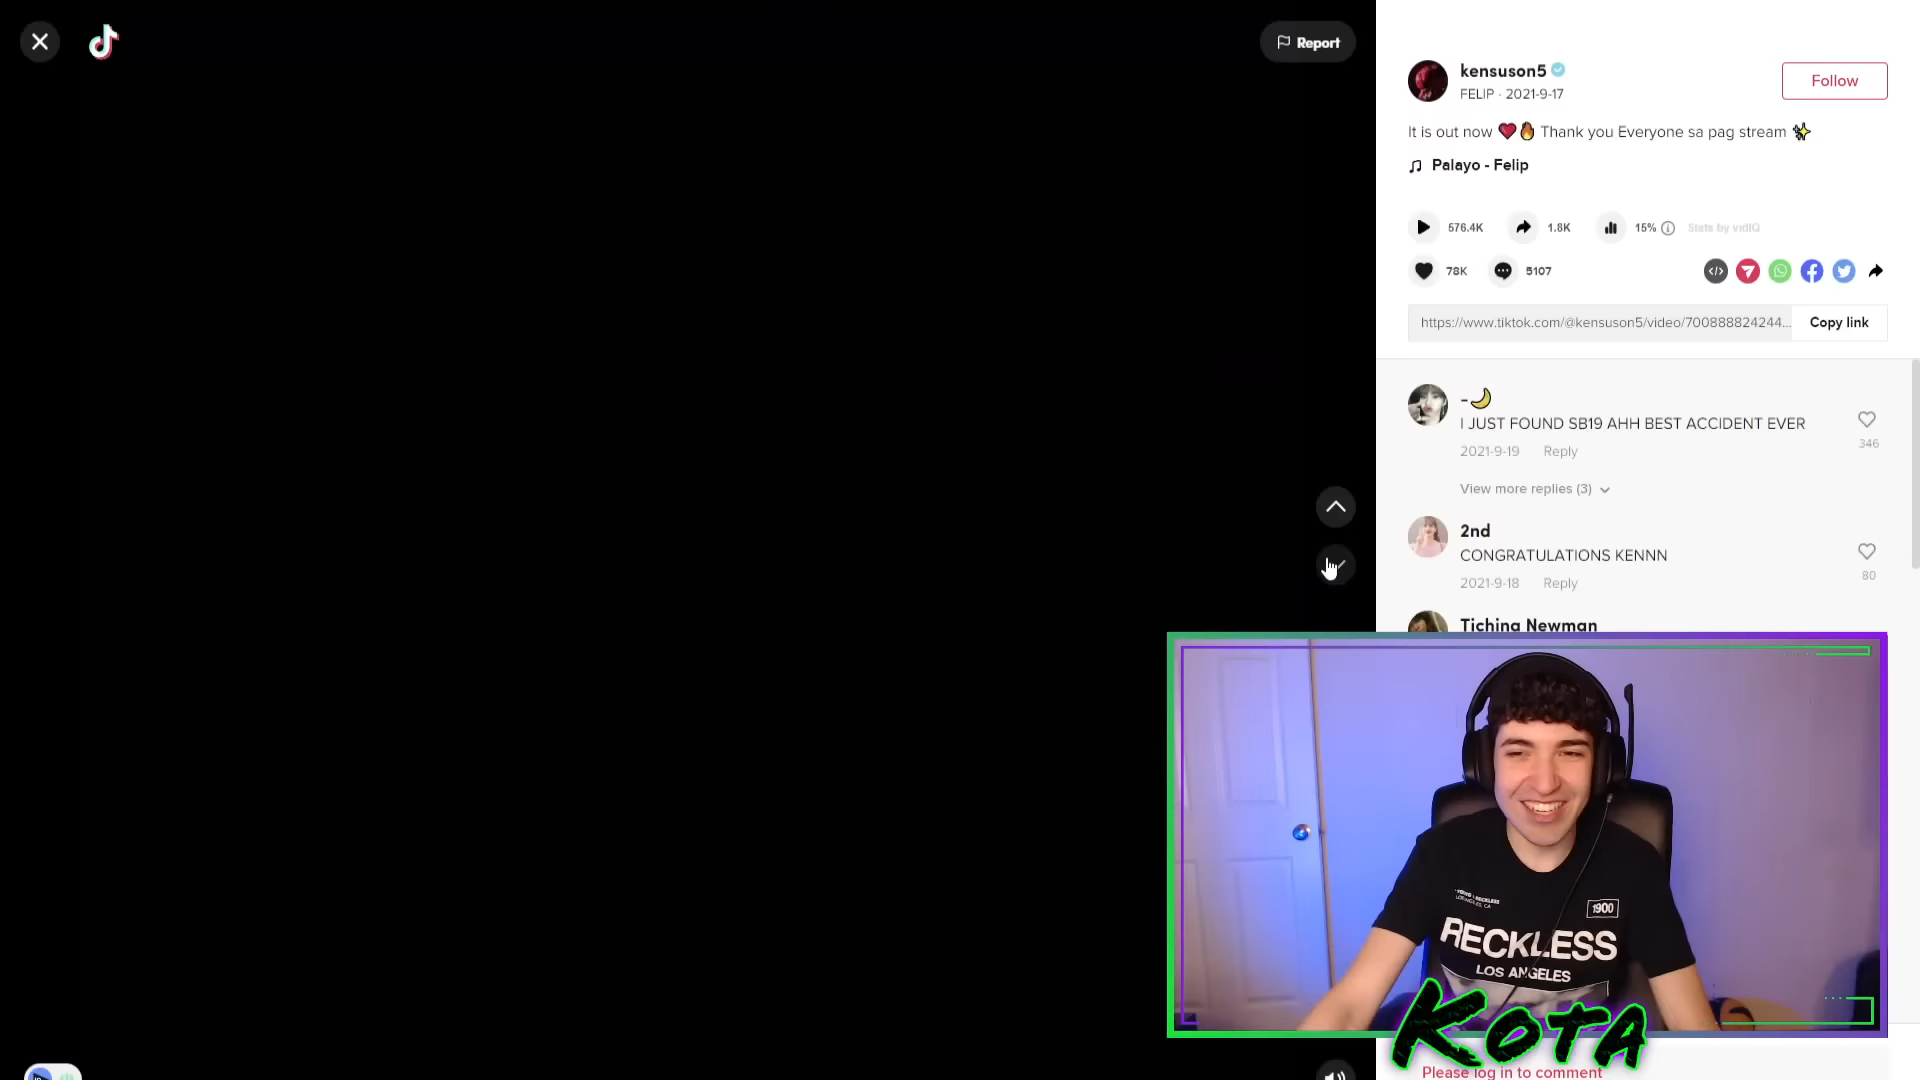 Report
kensuson5
FELIP · 2021-9-17
Follow
It is out now ❤️🔥 Thank you Everyone sa pag stream ✨
Palayo - Felip
576.4K 1.8K 15% Stats by vidIQ
78K 5107
https://www.tiktok.com/@kensuson5/video/700888824244...
Copy link
-🌙
I JUST FOUND SB19 AHH BEST ACCIDENT EVER
346
2021-9-19 Reply
View more replies (3)
2nd
CONGRATULATIONS KENNN
80
2021-9-18 Reply
Tiching Newman
1900
RECKLESS
LOS ANGELES
KOTA
Please log in to comment